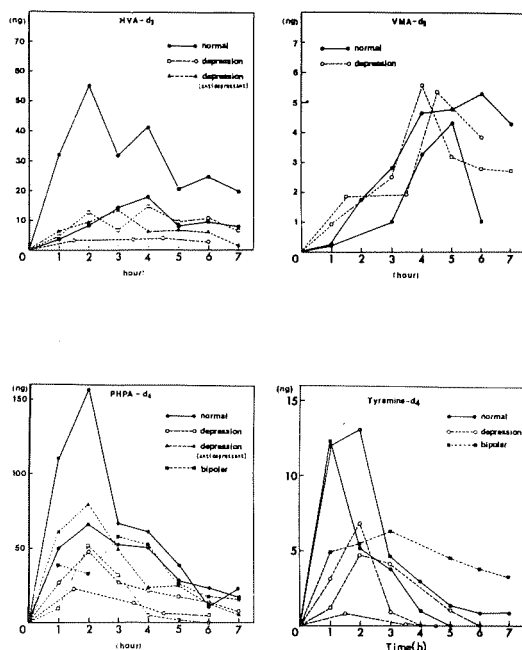 (ng)
HVA-d₅
70
60
50
40
30
20
10
0
1 2 3 4 5 6 7
(hour)
normal
depression
depression
(antidepressant)
(ng)
VMA-d₆
7
6
5
4
3
2
1
0
1 2 3 4 5 6 7
(hour)
normal
depression
(ng)
PHPA-d₄
150
100
50
0
1 2 3 4 5 6 7
(hour)
normal
depression
depression
(antidepressant)
bipolar
(ng)
Tyramine-d₄
15
10
5
0
1 2 3 4 5 6 7
Time(h)
normal
depression
bipolar